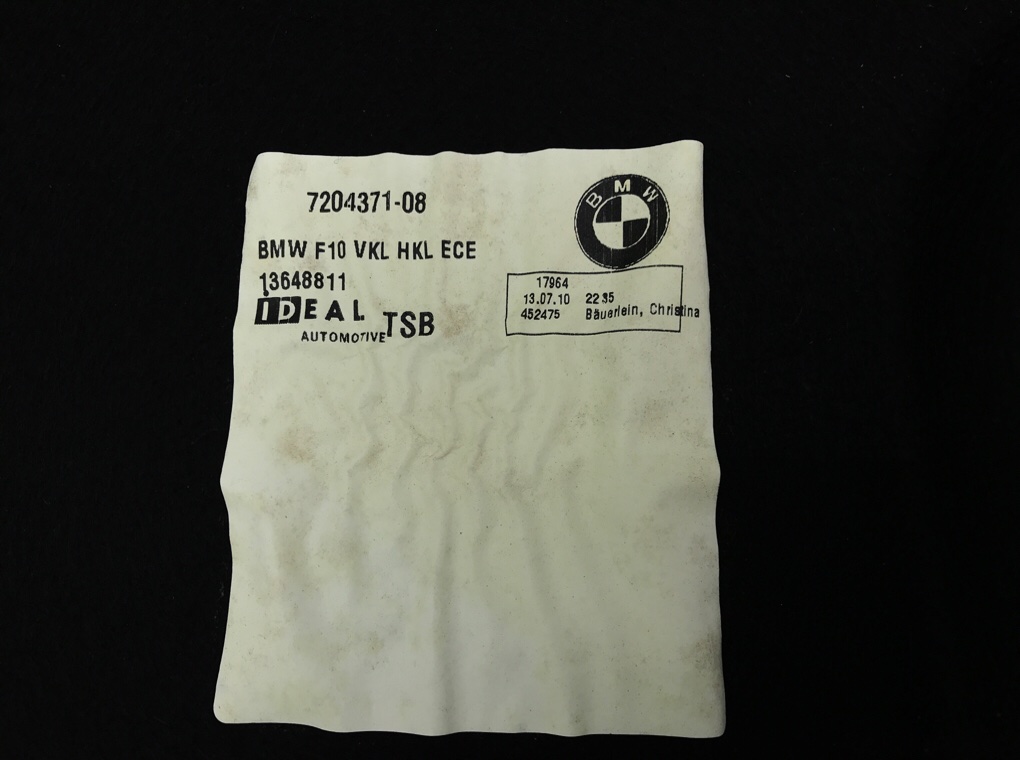 7204371-08
BMW
BMW F10 VKL HKL ECE
13648811
iDEAL
AUTOMOTIVE TSB
17964
13.07.10 22 35
452475 Bäuerlein, Christina